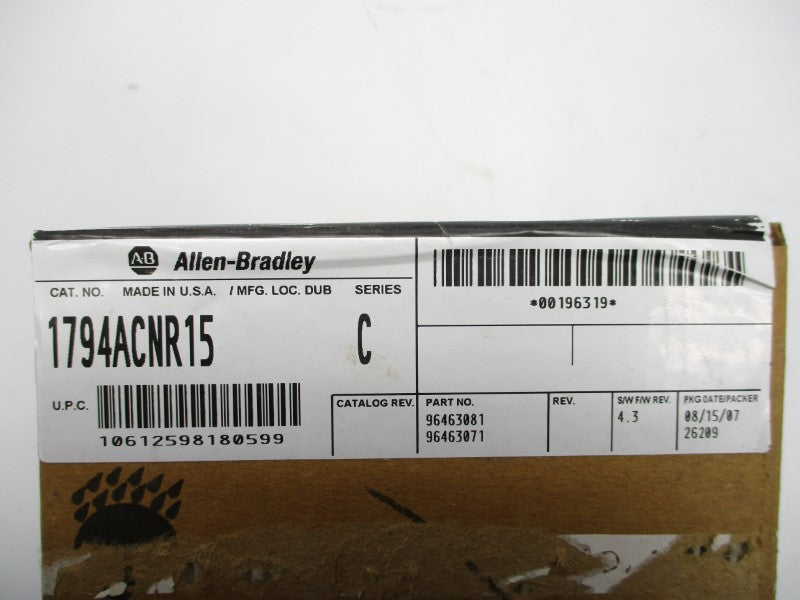 AB Allen-Bradley
CAT. NO. MADE IN U.S.A. / MFG. LOC. DUB SERIES
1794ACNR15 C
U.P.C.
10612598180599
*00196319*
CATALOG REV.
PART NO.
96463081
96463071
REV.
S/W F/W REV.
4.3
PKG DATE/PACKER
08/15/07
26209